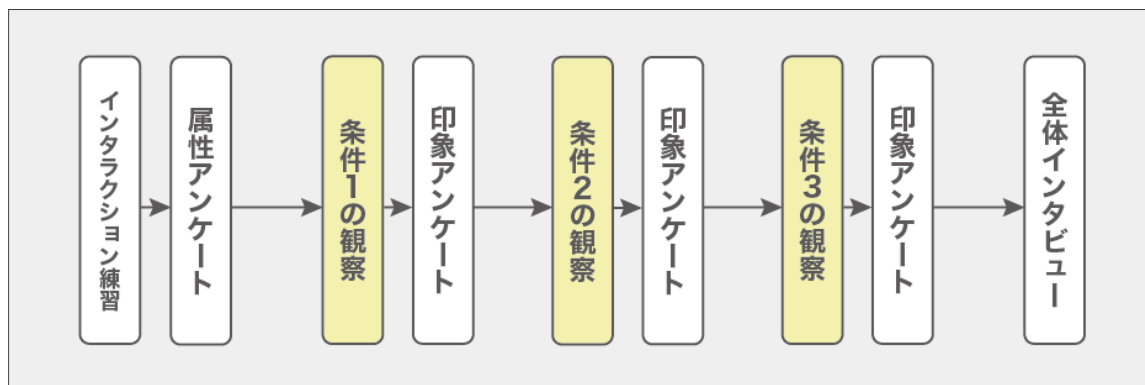 インタラクション練習
属性アンケート
条件1の観察
印象アンケート
条件2の観察
印象アンケート
条件3の観察
印象アンケート
全体インタビュー